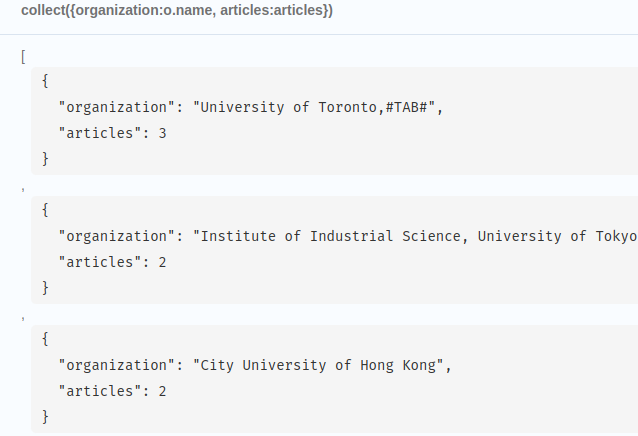 collect({organization:o.name, articles:articles})
[
{
"organization": "University of Toronto,#TAB#",
"articles": 3
}
,
{
"organization": "Institute of Industrial Science, University of Tokyo
"articles": 2
}
,
{
"organization": "City University of Hong Kong",
"articles": 2
}